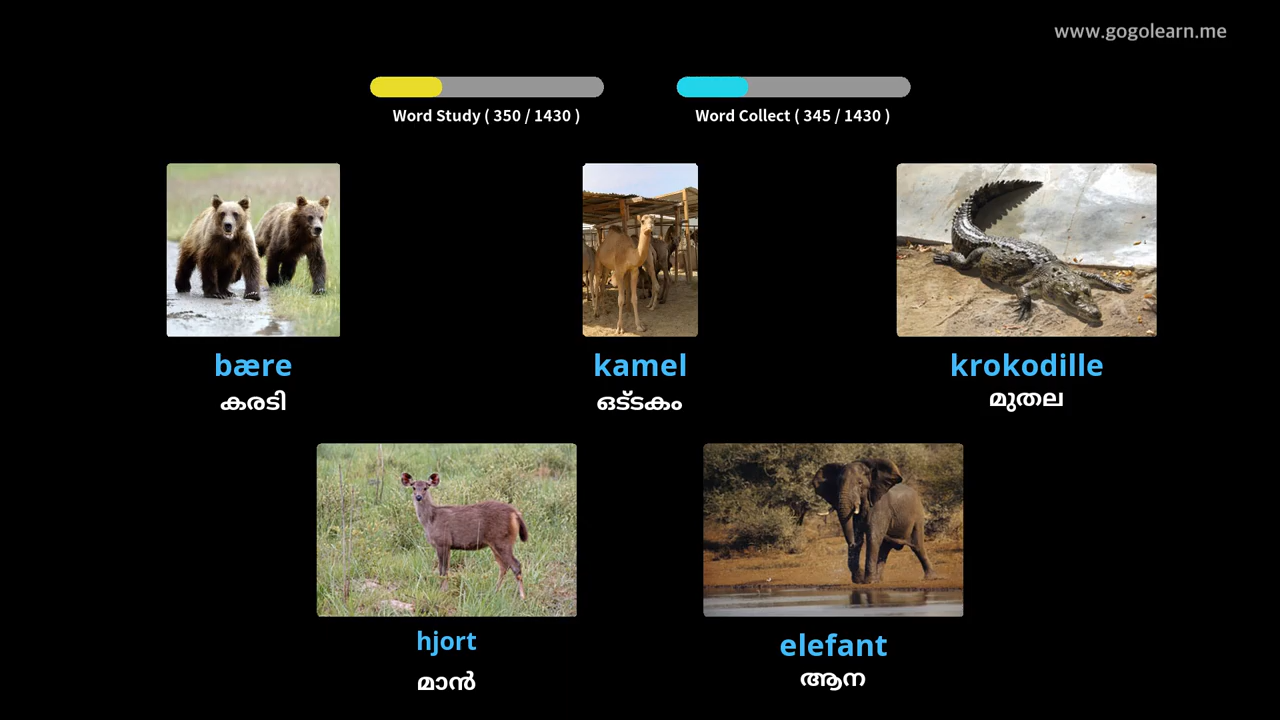 www.gogolearn.me
Word Study ( 350 / 1430 )
Word Collect ( 345 / 1430 )
bære
kamel
krokodille
കരടി
ഒട്ടകം
മുതല
hjort
elefant
മാൻ
ആന